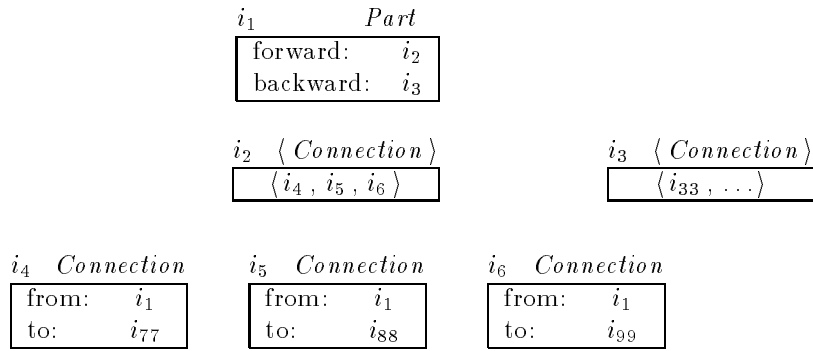 i₁ Part
forward: i₂
backward: i₃
i₂ ⟨ Connection ⟩ i₃ ⟨ Connection ⟩
⟨ i₄ , i₅ , i₆ ⟩ ⟨ i₃₃ , ... ⟩
i₄ Connection i₅ Connection i₆ Connection
from: i₁ from: i₁ from: i₁
to: i₇₇ to: i₈₈ to: i₉₉